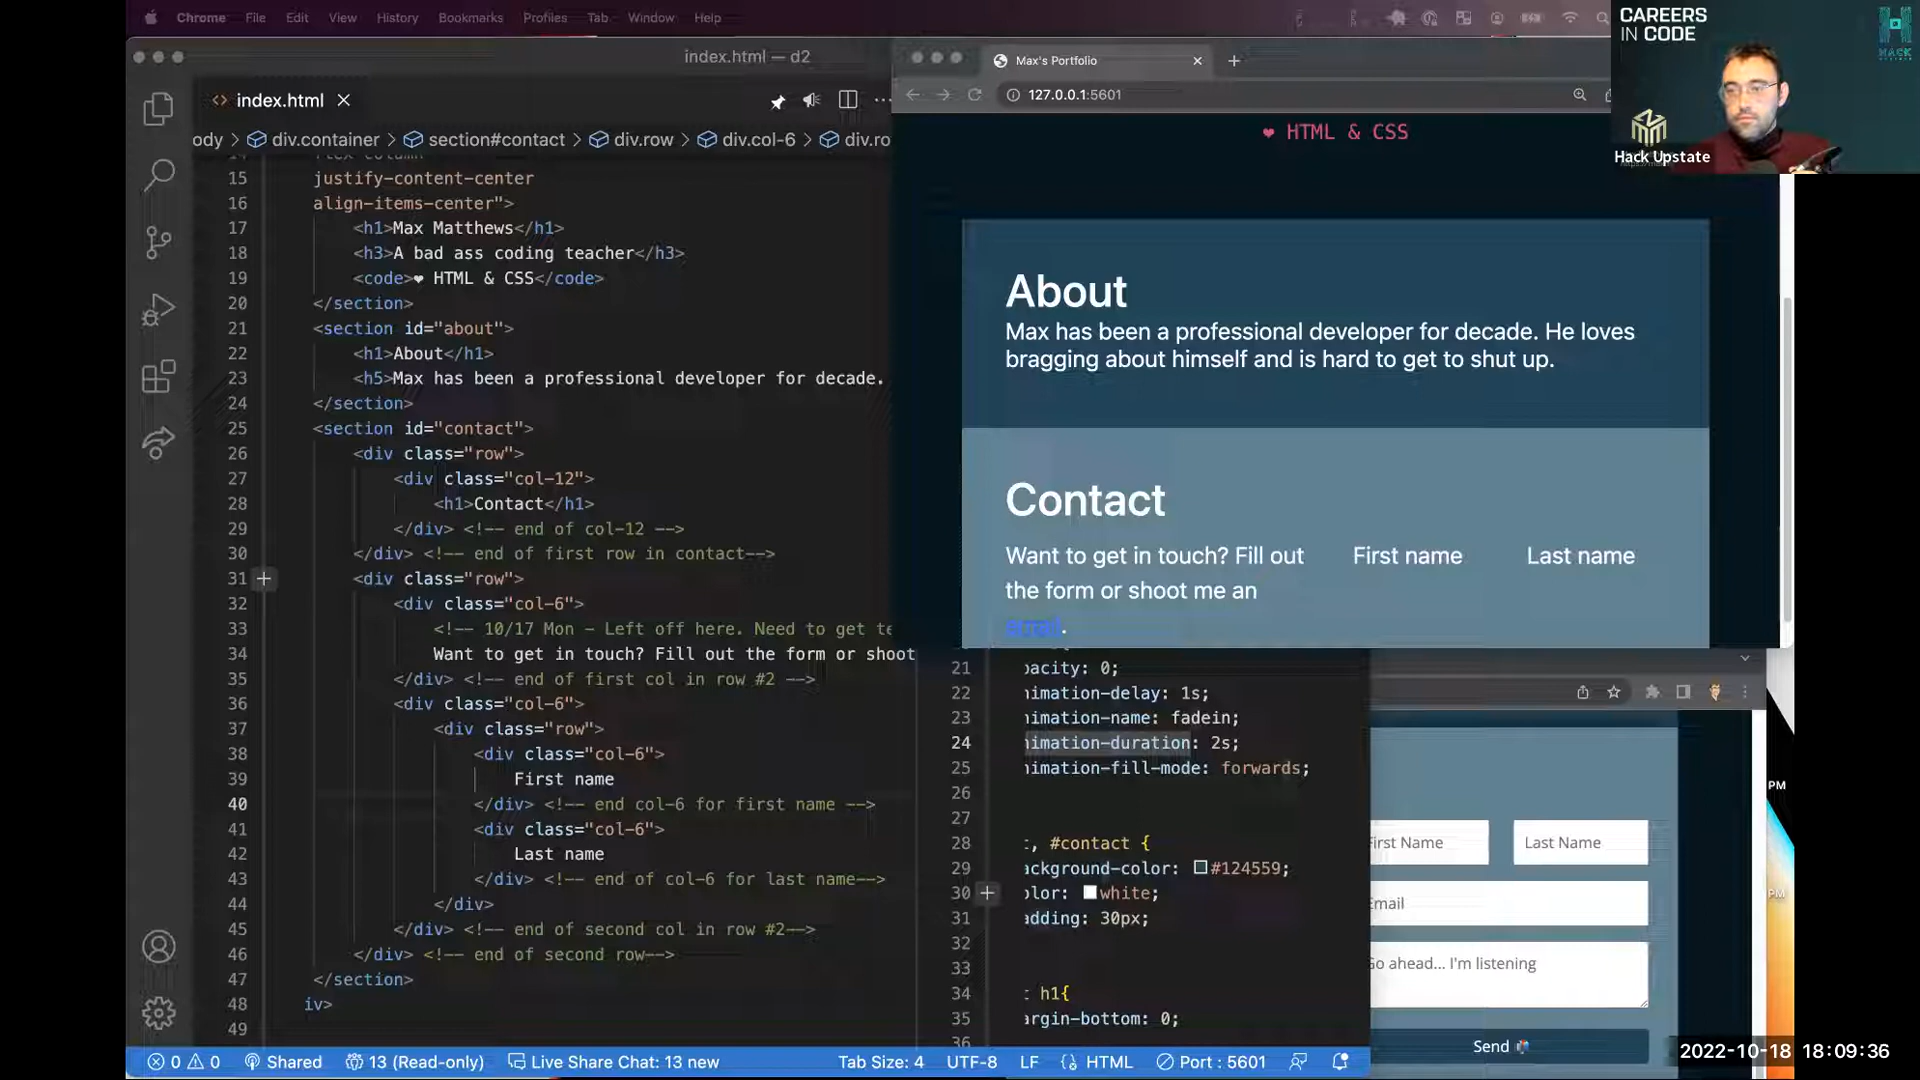 Chrome File Edit View History Bookmarks Profiles Tab Window Help
CAREERS
IN CODE
HACK
Hack Upstate
index.html — d2
index.html
ody > div.container > section#contact > div.row > div.col-6 > div.ro
flex-column
15 justify-content-center
16 align-items-center">
17 <h1>Max Matthews</h1>
18 <h3>A bad ass coding teacher</h3>
19 <code>❤ HTML & CSS</code>
20 </section>
21 <section id="about">
22 <h1>About</h1>
23 <h5>Max has been a professional developer for decade.
24 </section>
25 <section id="contact">
26 <div class="row">
27 <div class="col-12">
28 <h1>Contact</h1>
29 </div> <!-- end of col-12 -->
30 </div> <!-- end of first row in contact-->
31 <div class="row">
32 <div class="col-6">
33 <!-- 10/17 Mon - Left off here. Need to get te
34 Want to get in touch? Fill out the form or shoot
35 </div> <!-- end of first col in row #2 -->
36 <div class="col-6">
37 <div class="row">
38 <div class="col-6">
39 First name
40 </div> <!-- end col-6 for first name -->
41 <div class="col-6">
42 Last name
43 </div> <!-- end of col-6 for last name-->
44 </div>
45 </div> <!-- end of second col in row #2-->
46 </div> <!-- end of second row-->
47 </section>
48 iv>
49
0 0 Shared 13 (Read-only) Live Share Chat: 13 new Tab Size: 4 UTF-8 LF HTML Port : 5601
Max's Portfolio
127.0.0.1:5601
❤ HTML & CSS
About
Max has been a professional developer for decade. He loves
bragging about himself and is hard to get to shut up.
Contact
Want to get in touch? Fill out
the form or shoot me an
email.
First name
Last name
21 pacity: 0;
22 nimation-delay: 1s;
23 nimation-name: fadein;
24 nimation-duration: 2s;
25 nimation-fill-mode: forwards;
26
27
28 t, #contact {
29 ackground-color: #124559;
30 olor: white;
31 adding: 30px;
32
33
34 t h1{
35 argin-bottom: 0;
36
First Name
Last Name
Email
Go ahead... I'm listening
Send
PM
PM
2022-10-18 18:09:36